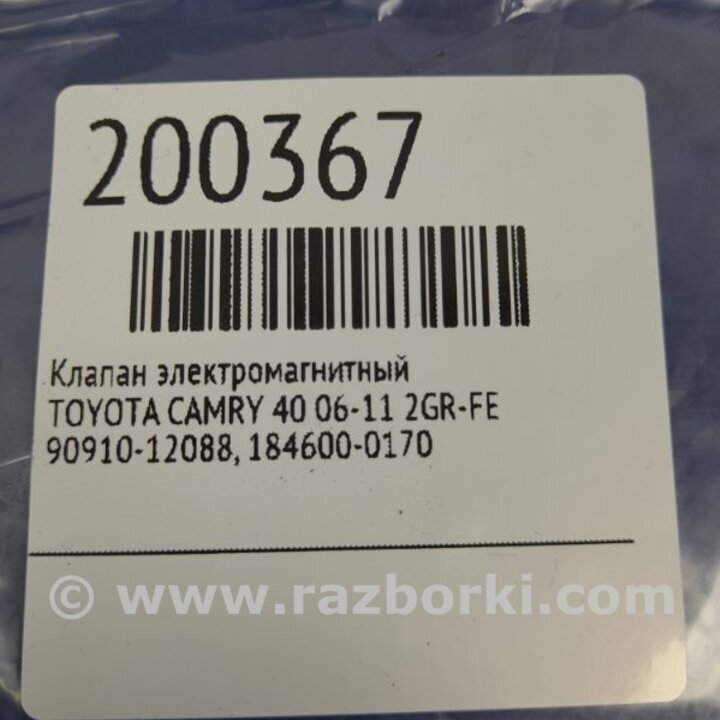 200367
Клапан электромагнитный
TOYOTA CAMRY 40 06-11 2GR-FE
90910-12088, 184600-0170
© www.razborki.com